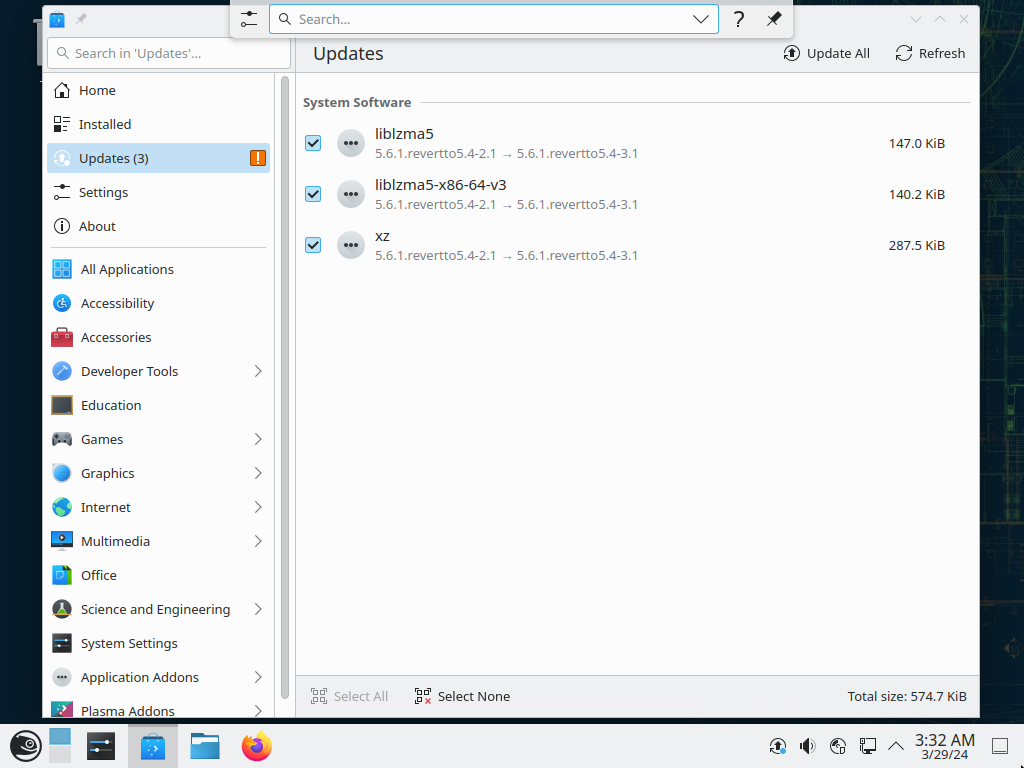 Search...
?
Search in 'Updates'...
Updates
Update All
Refresh
Home
Installed
Updates (3)
Settings
About
All Applications
Accessibility
Accessories
Developer Tools
Education
Games
Graphics
Internet
Multimedia
Office
Science and Engineering
System Settings
Application Addons
Plasma Addons
System Software
liblzma5
5.6.1.revertto5.4-2.1 → 5.6.1.revertto5.4-3.1
147.0 KiB
liblzma5-x86-64-v3
5.6.1.revertto5.4-2.1 → 5.6.1.revertto5.4-3.1
140.2 KiB
xz
5.6.1.revertto5.4-2.1 → 5.6.1.revertto5.4-3.1
287.5 KiB
Select All
Select None
Total size: 574.7 KiB
3:32 AM
3/29/24